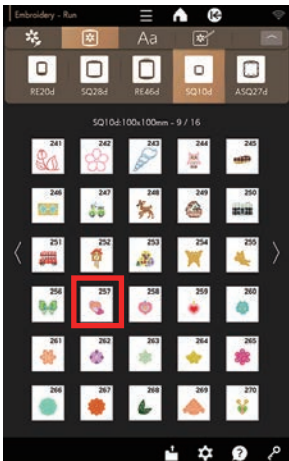 Embroidery - Run
Aa
RE20d SQ28d RE46d SQ10d ASQ27d
SQ10d:100x100mm - 9 / 16
241 242 243 244 245
246 247 248 249 250
251 252 253 254 255
256 257 258 259 260
261 262 263 264 265
266 267 268 269 270
?